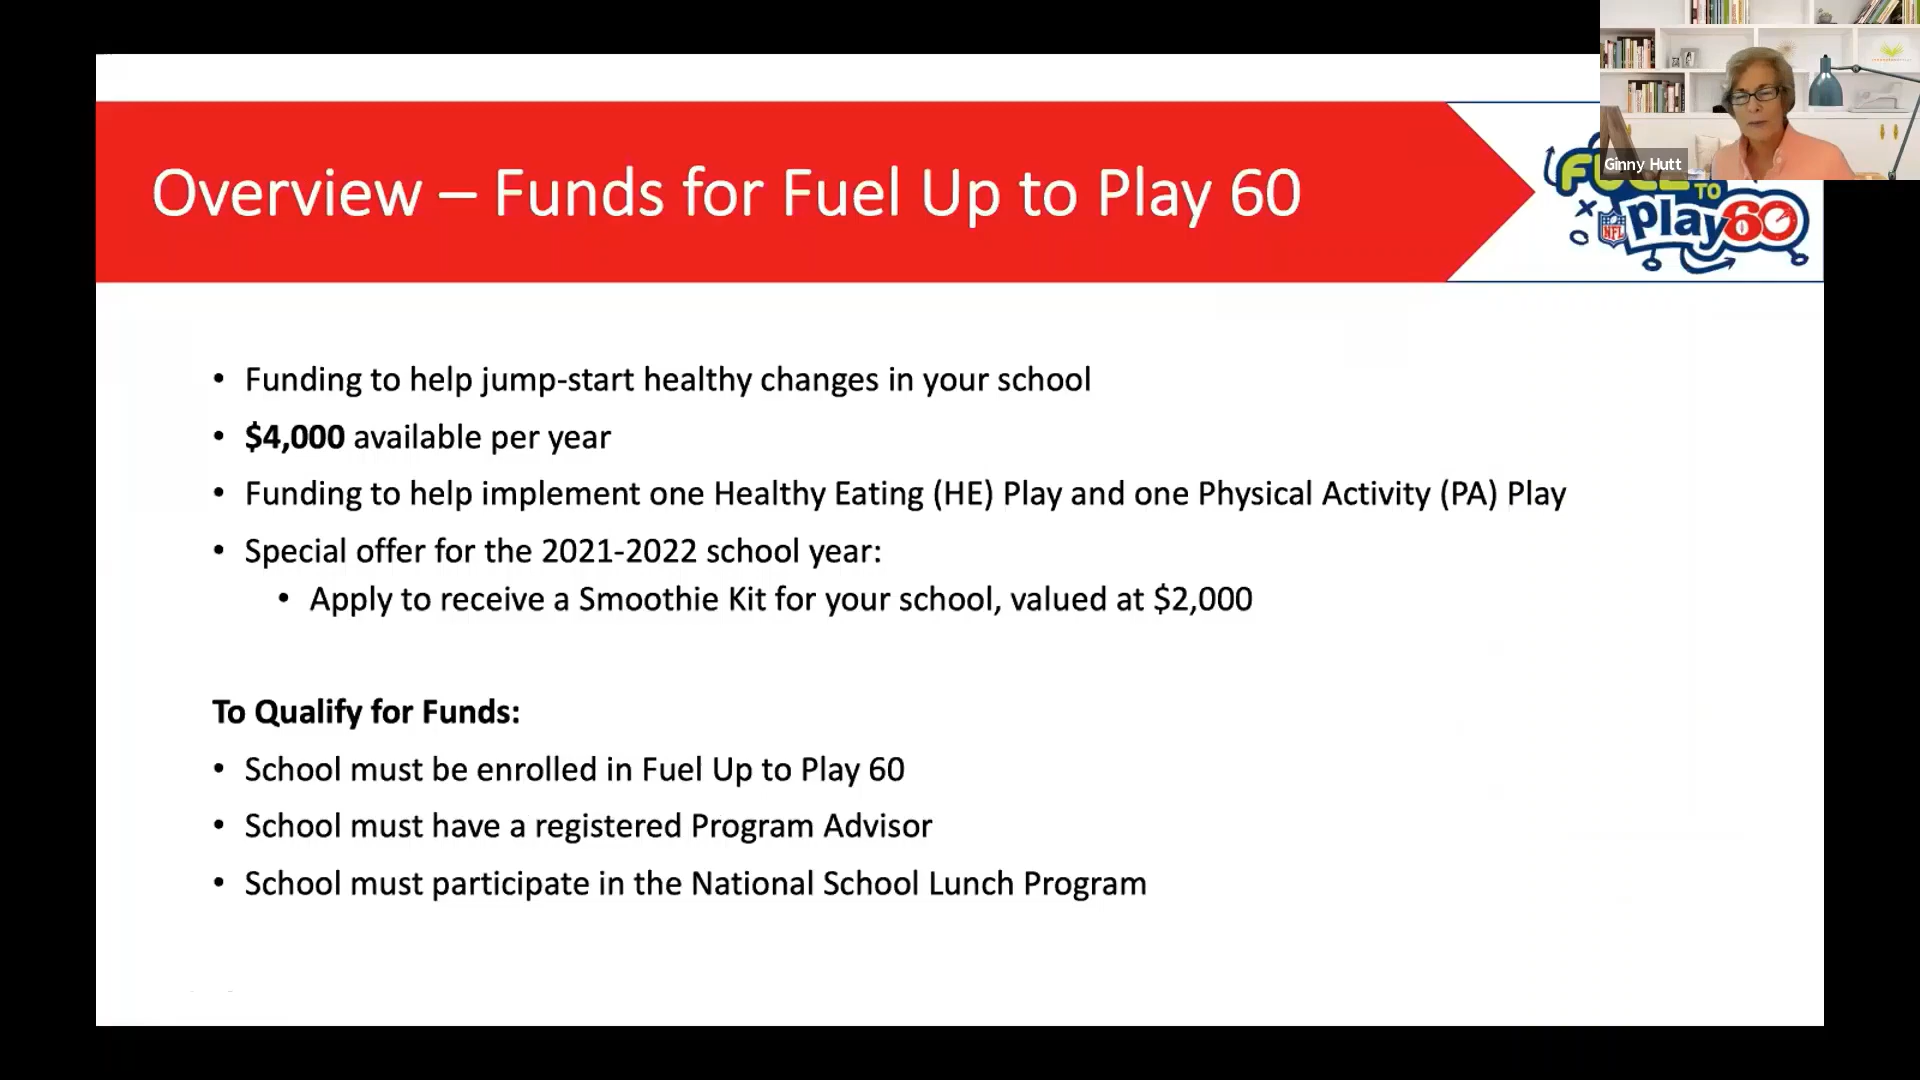 Overview – Funds for Fuel Up to Play 60
Ginny Hutt
TO
NFL
play60
• Funding to help jump-start healthy changes in your school
• $4,000 available per year
• Funding to help implement one Healthy Eating (HE) Play and one Physical Activity (PA) Play
• Special offer for the 2021-2022 school year:
• Apply to receive a Smoothie Kit for your school, valued at $2,000
To Qualify for Funds:
• School must be enrolled in Fuel Up to Play 60
• School must have a registered Program Advisor
• School must participate in the National School Lunch Program